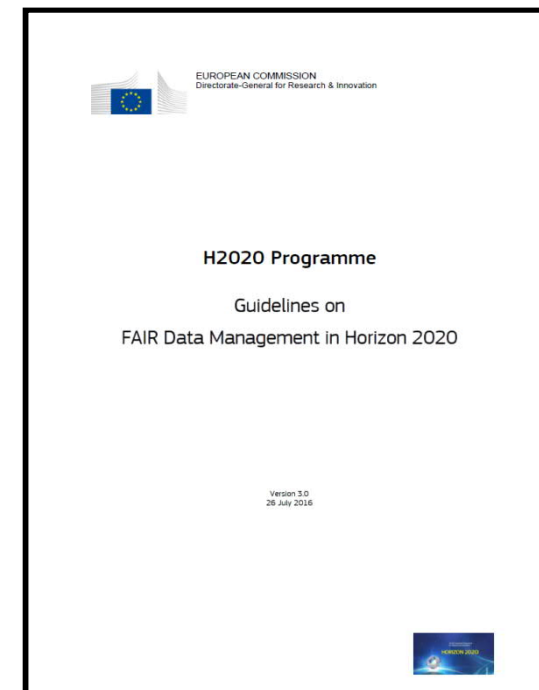 EUROPEAN COMMISSION
Directorate-General for Research & Innovation
H2020 Programme
Guidelines on
FAIR Data Management in Horizon 2020
Version 3.0
26 July 2016
HORIZON 2020